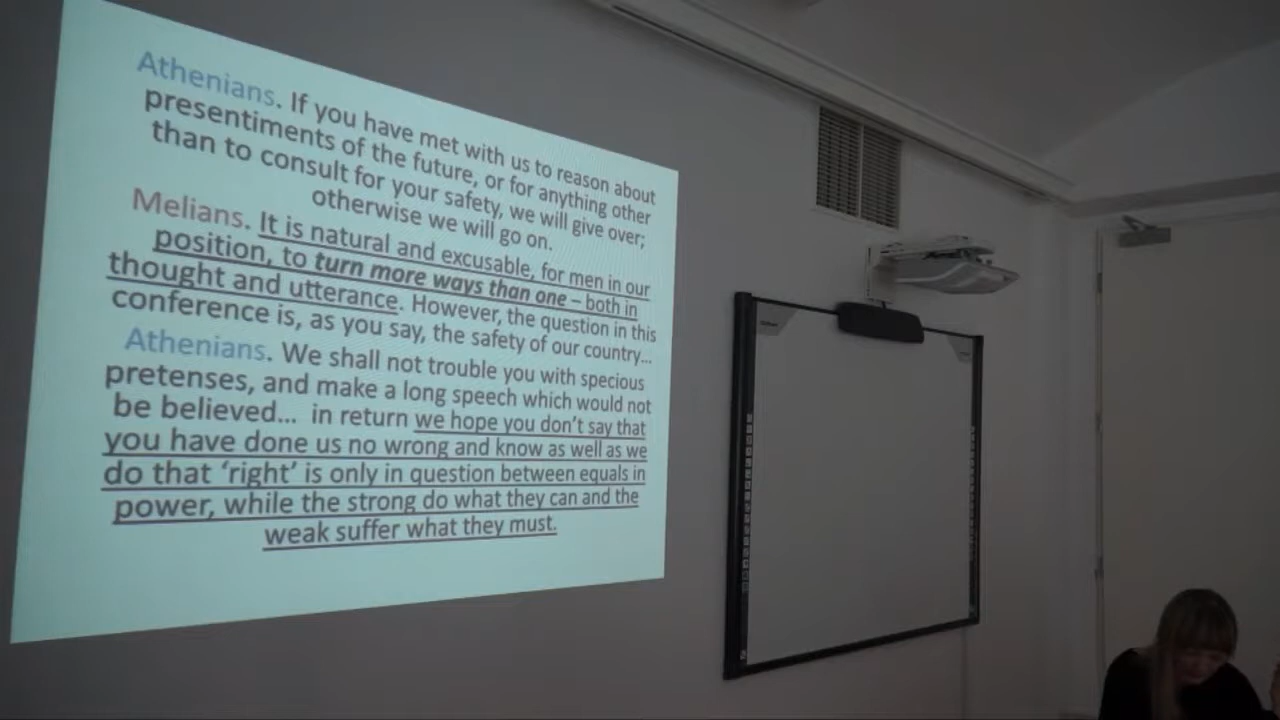 Athenians. If you have met with us to reason about
presentiments of the future, or for anything other
than to consult for your safety, we will give over;
otherwise we will go on.
Melians. It is natural and excusable, for men in our
position, to turn more ways than one – both in
thought and utterance. However, the question in this
conference is, as you say, the safety of our country...
Athenians. We shall not trouble you with specious
pretenses, and make a long speech which would not
be believed... in return we hope you don't say that
you have done us no wrong and know as well as we
do that ‘right’ is only in question between equals in
power, while the strong do what they can and the
weak suffer what they must.